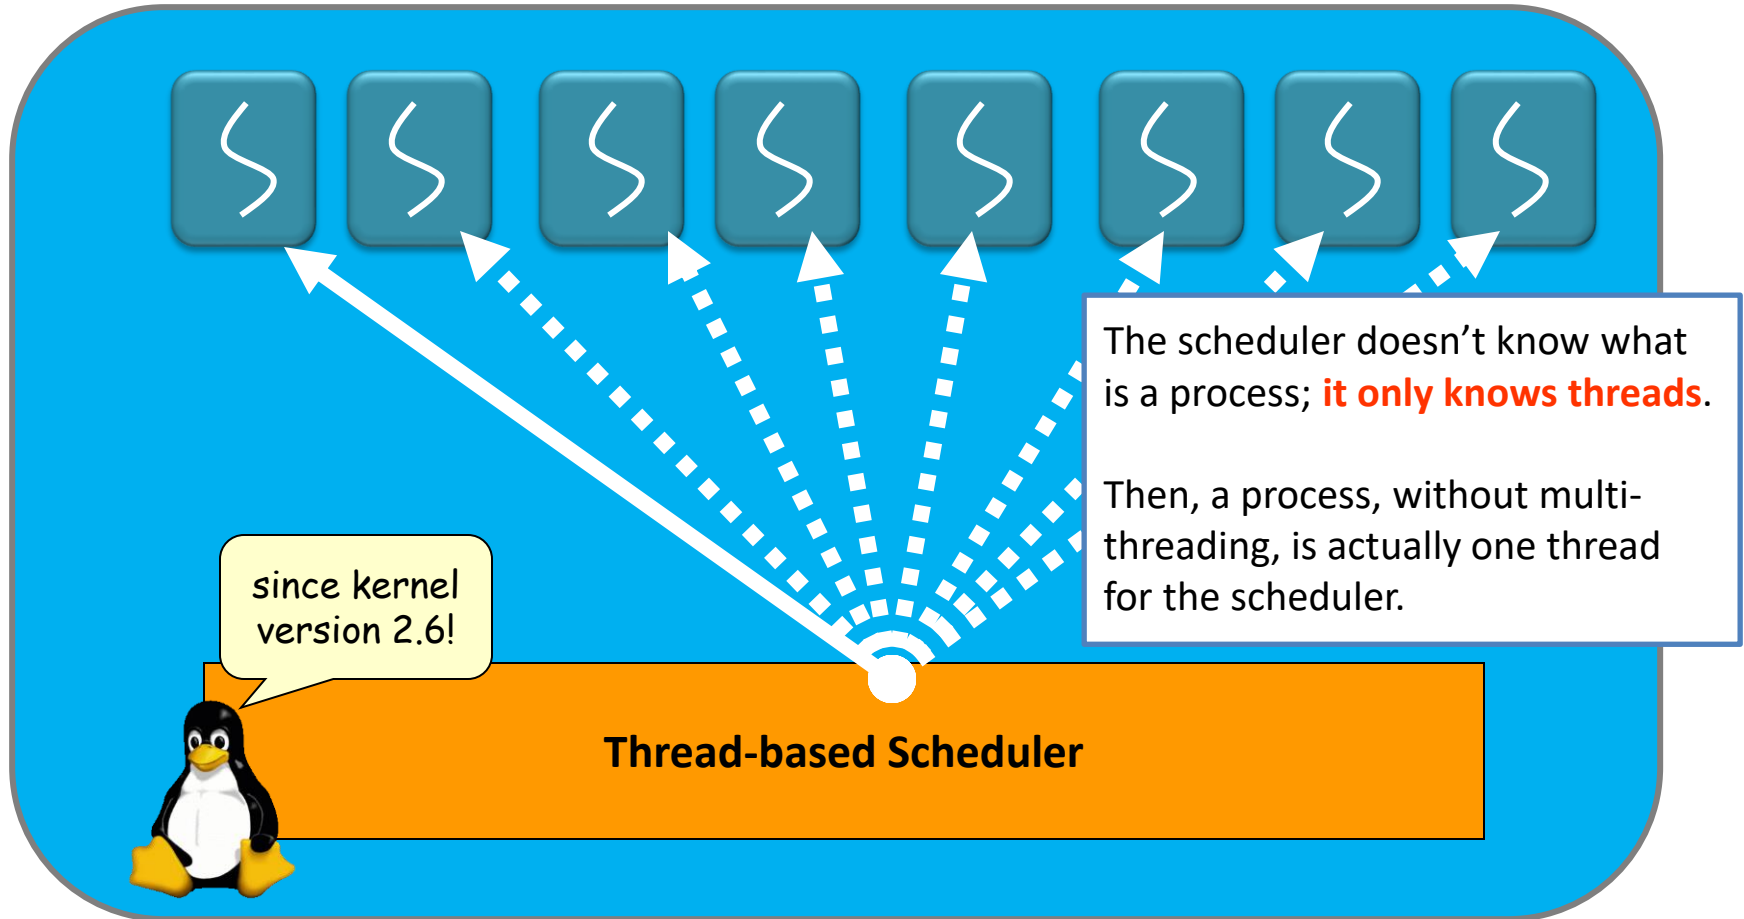 The scheduler doesn’t know what
is a process; it only knows threads.
Then, a process, without multi-
threading, is actually one thread
for the scheduler.
since kernel
version 2.6!
Thread-based Scheduler